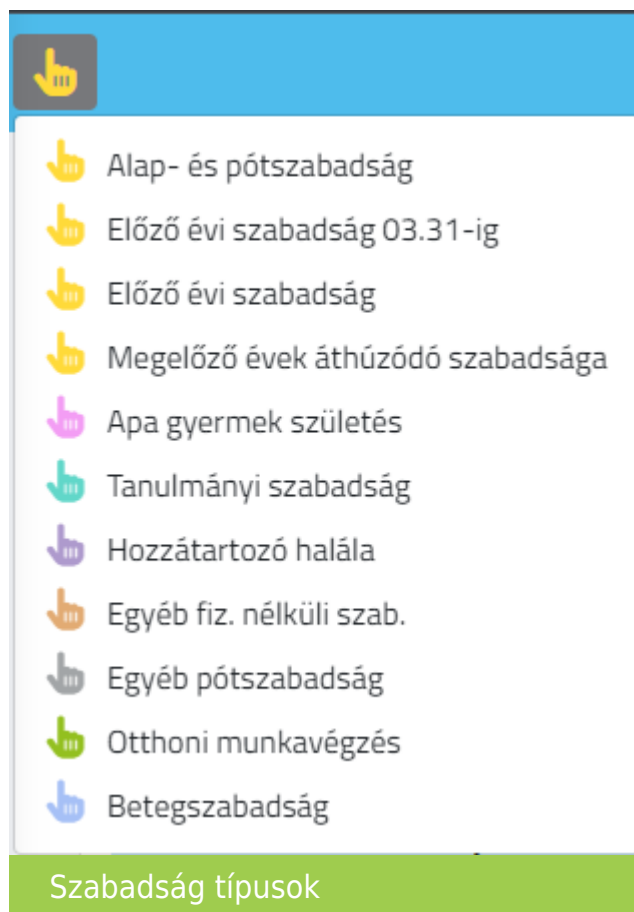 Alap- és pótszabadság
Előző évi szabadság 03.31-ig
Előző évi szabadság
Megelőző évek áthúzódó szabadsága
Apa gyermek születés
Tanulmányi szabadság
Hozzátartozó halála
Egyéb fiz. nélküli szab.
Egyéb pótszabadság
Otthoni munkavégzés
Betegszabadság
Szabadság típusok